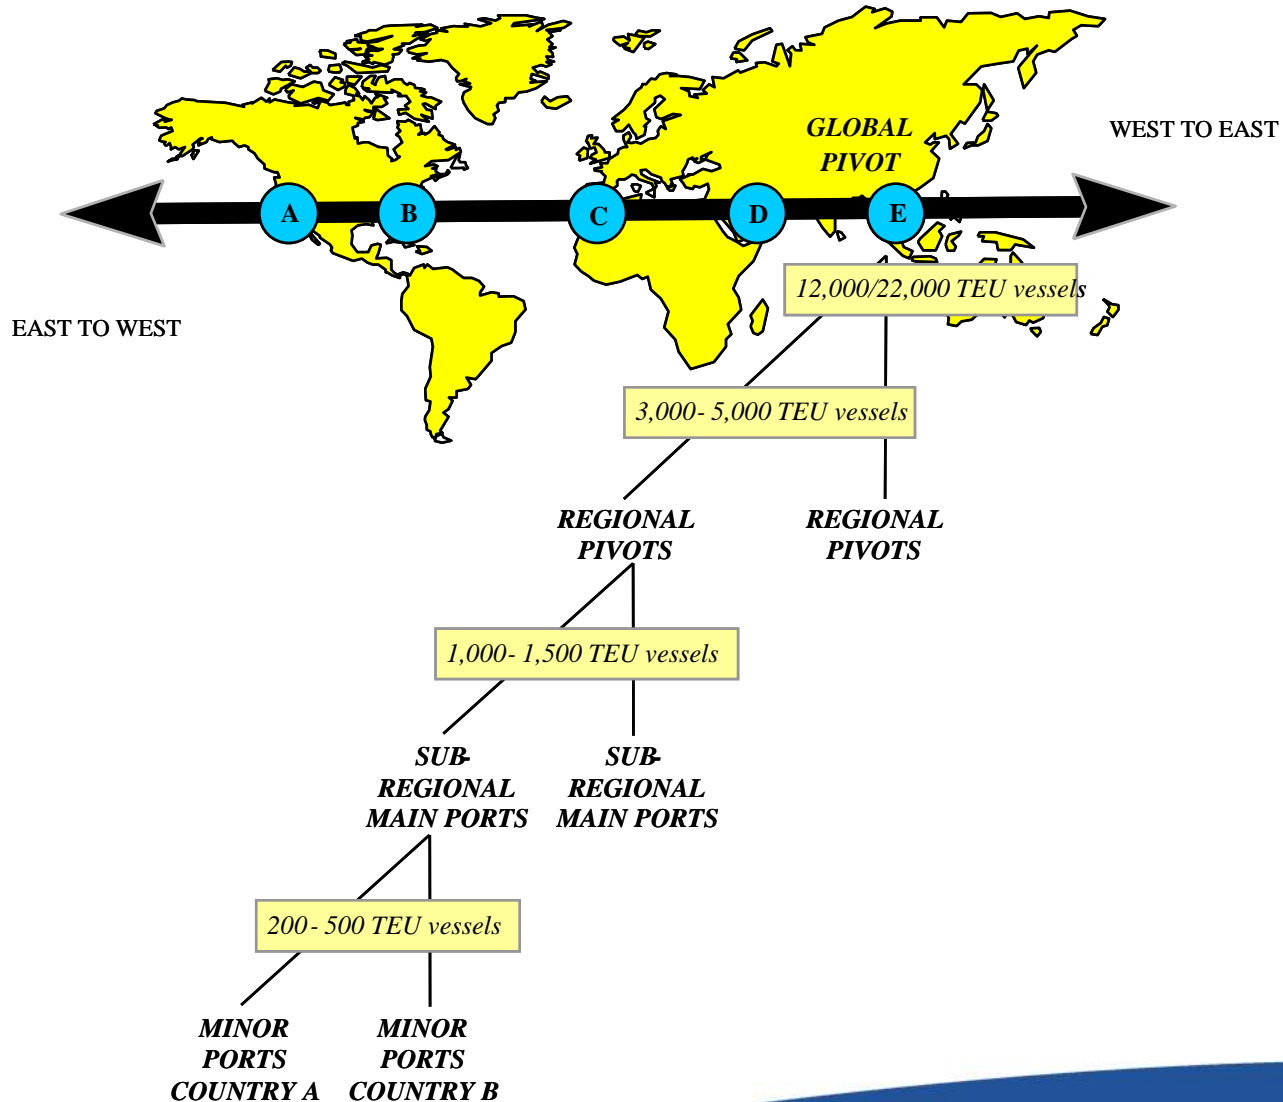 GLOBAL
PIVOT
WEST TO EAST
A
B
C
D
E
12,000/22,000 TEU vessels
EAST TO WEST
3,000- 5,000 TEU vessels
REGIONAL
PIVOTS
REGIONAL
PIVOTS
1,000- 1,500 TEU vessels
SUB-
REGIONAL
MAIN PORTS
SUB-
REGIONAL
MAIN PORTS
200- 500 TEU vessels
MINOR
PORTS
COUNTRY A
MINOR
PORTS
COUNTRY B